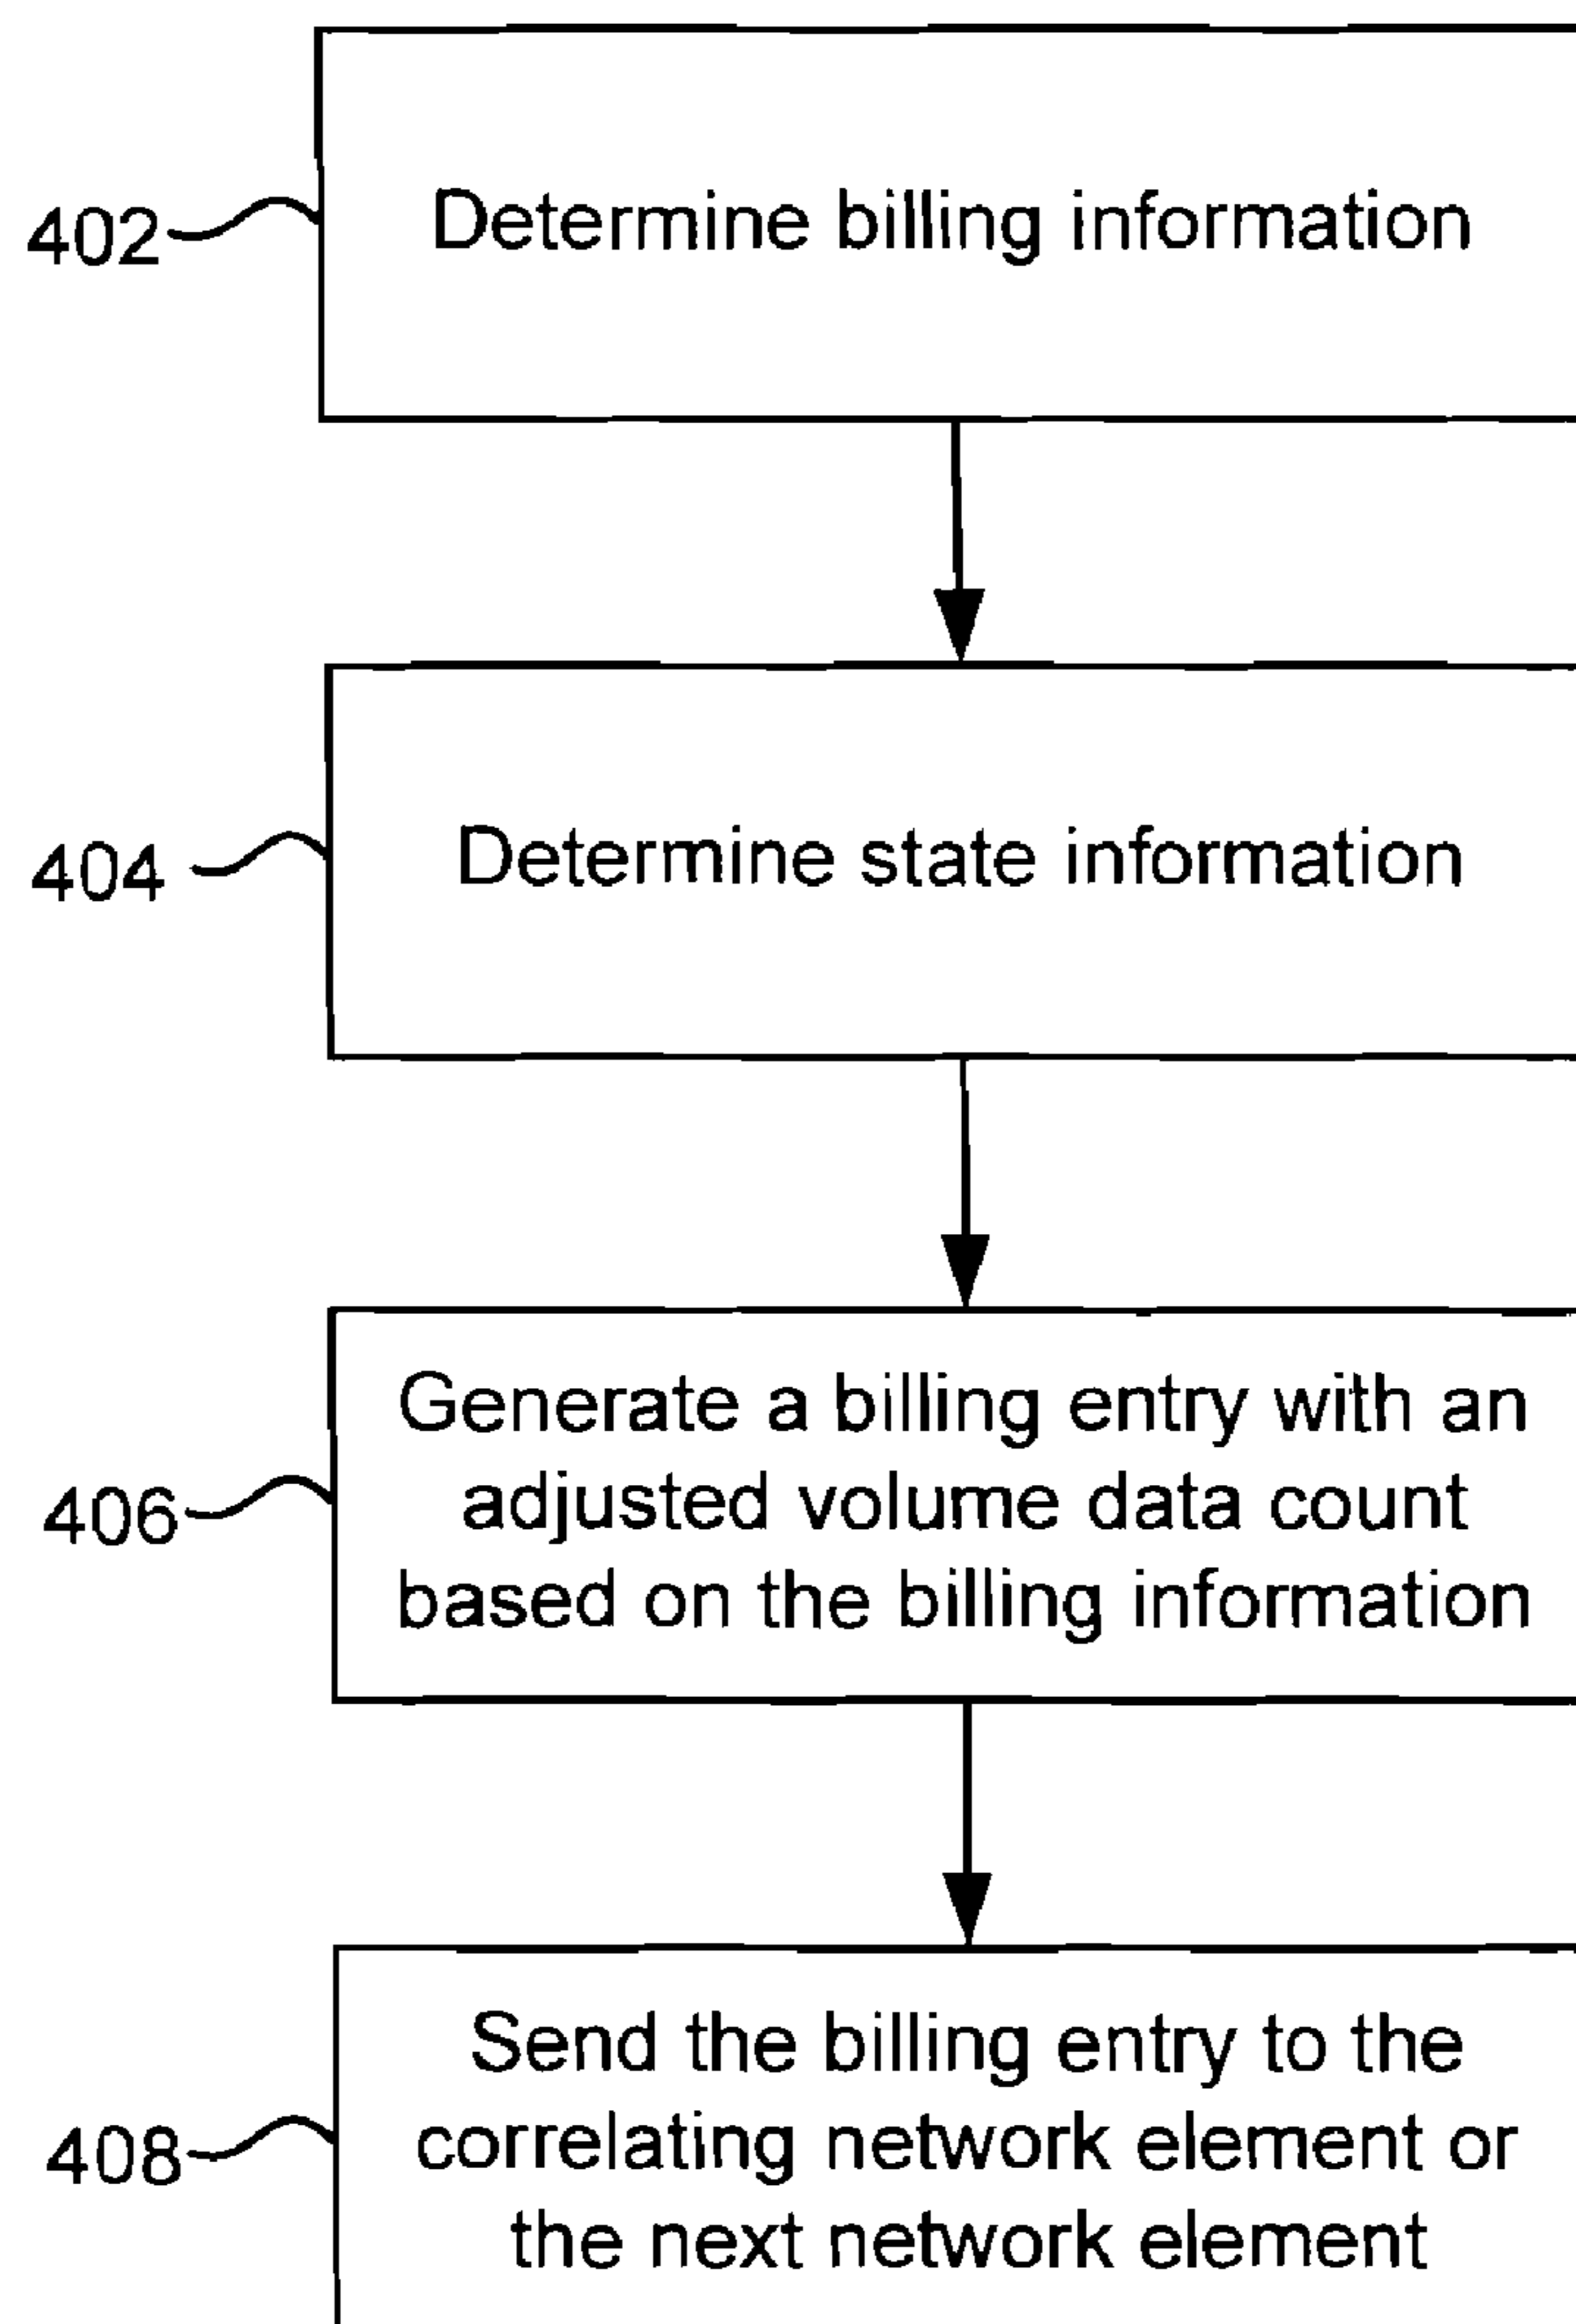 402
Determine billing information
404
Determine state information
406
Generate a billing entry with an
adjusted volume data count
based on the billing information
408
Send the billing entry to the
correlating network element or
the next network element